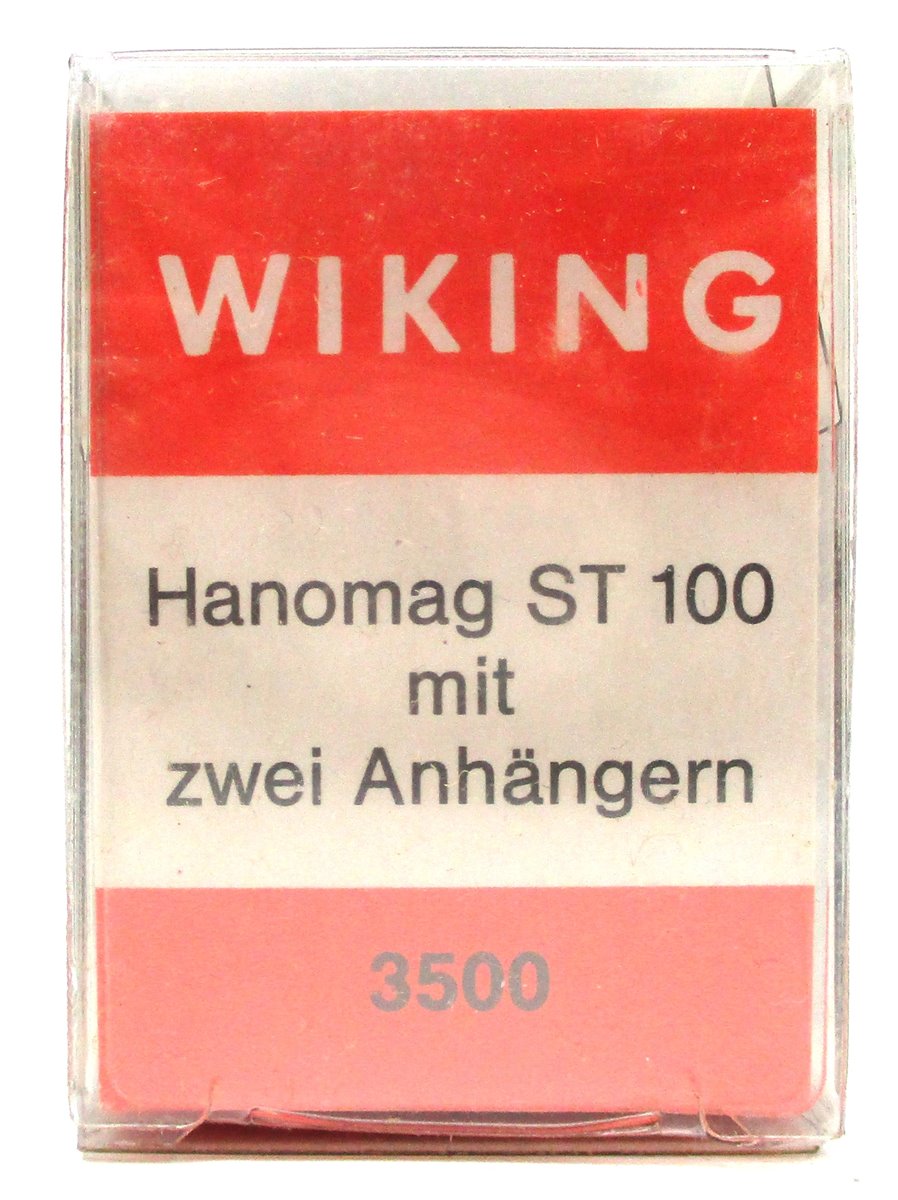 WIKING
Hanomag ST 100
mit
zwei Anhängern
3500